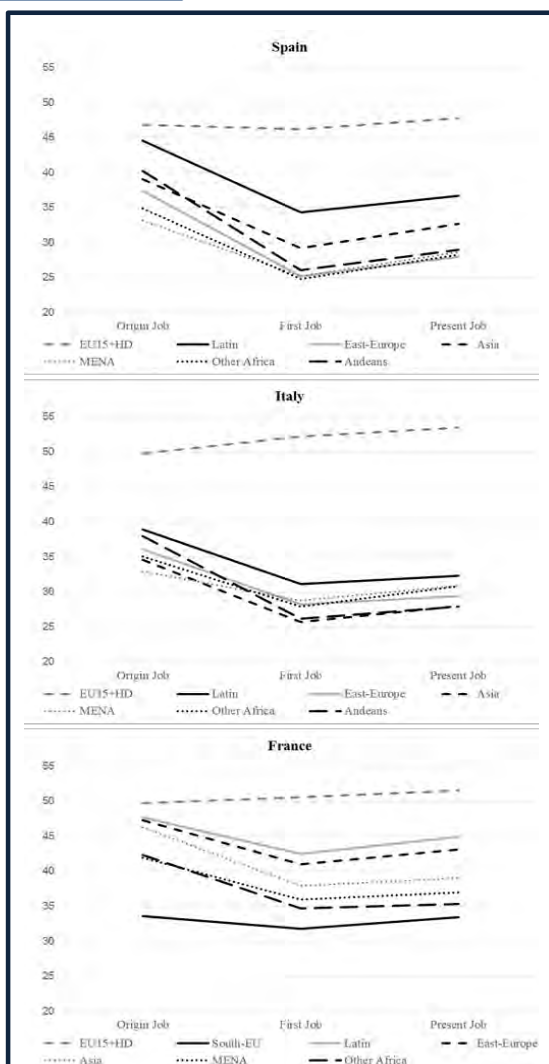 Spain
55
50
45
40
35
30
25
20
Origin Job First Job Present Job
EU15+HD Latin East-Europe Asia
MENA Other Africa Andeans
Italy
55
50
45
40
35
30
25
20
Origin Job First Job Present Job
EU15+HD Latin East-Europe Asia
MENA Other Africa Andeans
France
55
50
45
40
35
30
25
20
Origin Job First Job Present Job
EU15+HD South-EU Latin East-Europe
Asia MENA Other Africa